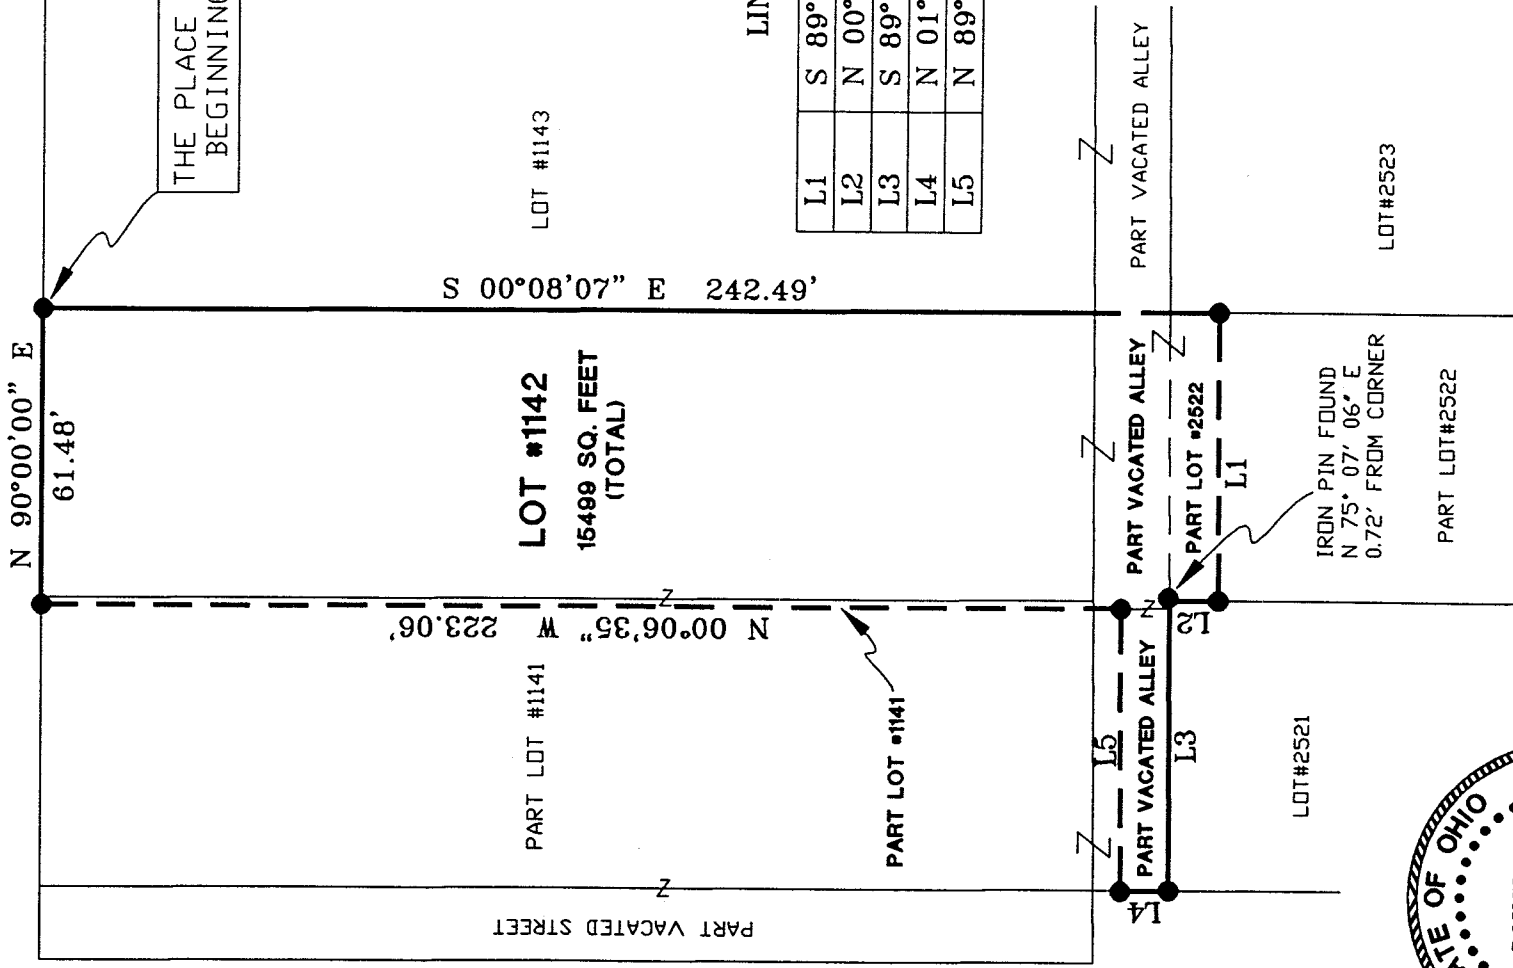 THE PLACE
BEGINNING
N 90°00'00" E
61.48'
LOT #1143
S 00°08'07" E 242.49'
LOT #1142
15499 SQ. FEET
(TOTAL)
N 00°06'35" W 223.06'
PART LOT #1141
PART LOT #1141
PART VACATED STREET
L1 S 89°
L2 N 00°
L3 S 89°
L4 N 01°
L5 N 89°
PART VACATED ALLEY
PART VACATED ALLEY
PART LOT #2522
L1
L2
L5
PART VACATED ALLEY
L3
L4
IRON PIN FOUND
N 75° 07' 06" E
0.72' FROM CORNER
LOT#2523
PART LOT#2522
LOT#2521
OF OHIO